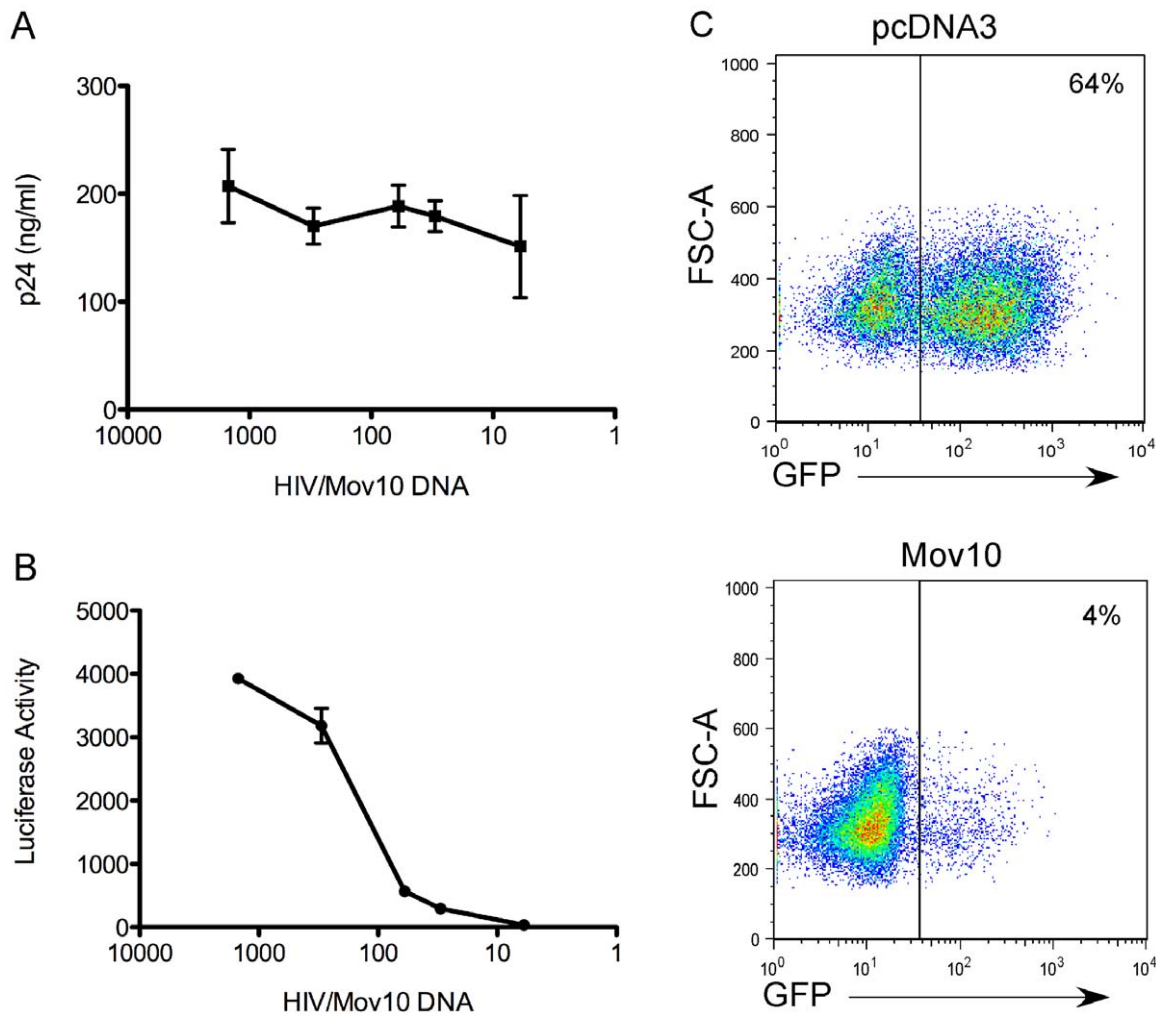 A
300
200
100
0
p24 (ng/ml)
10000 1000 100 10 1
HIV/Mov10 DNA
B
5000
4000
3000
2000
1000
0
Luciferase Activity
10000 1000 100 10 1
HIV/Mov10 DNA
C
pcDNA3
64%
1000
800
600
400
200
0
FSC-A
10^0 10^1 10^2 10^3 10^4
GFP
Mov10
4%
1000
800
600
400
200
0
FSC-A
10^0 10^1 10^2 10^3 10^4
GFP